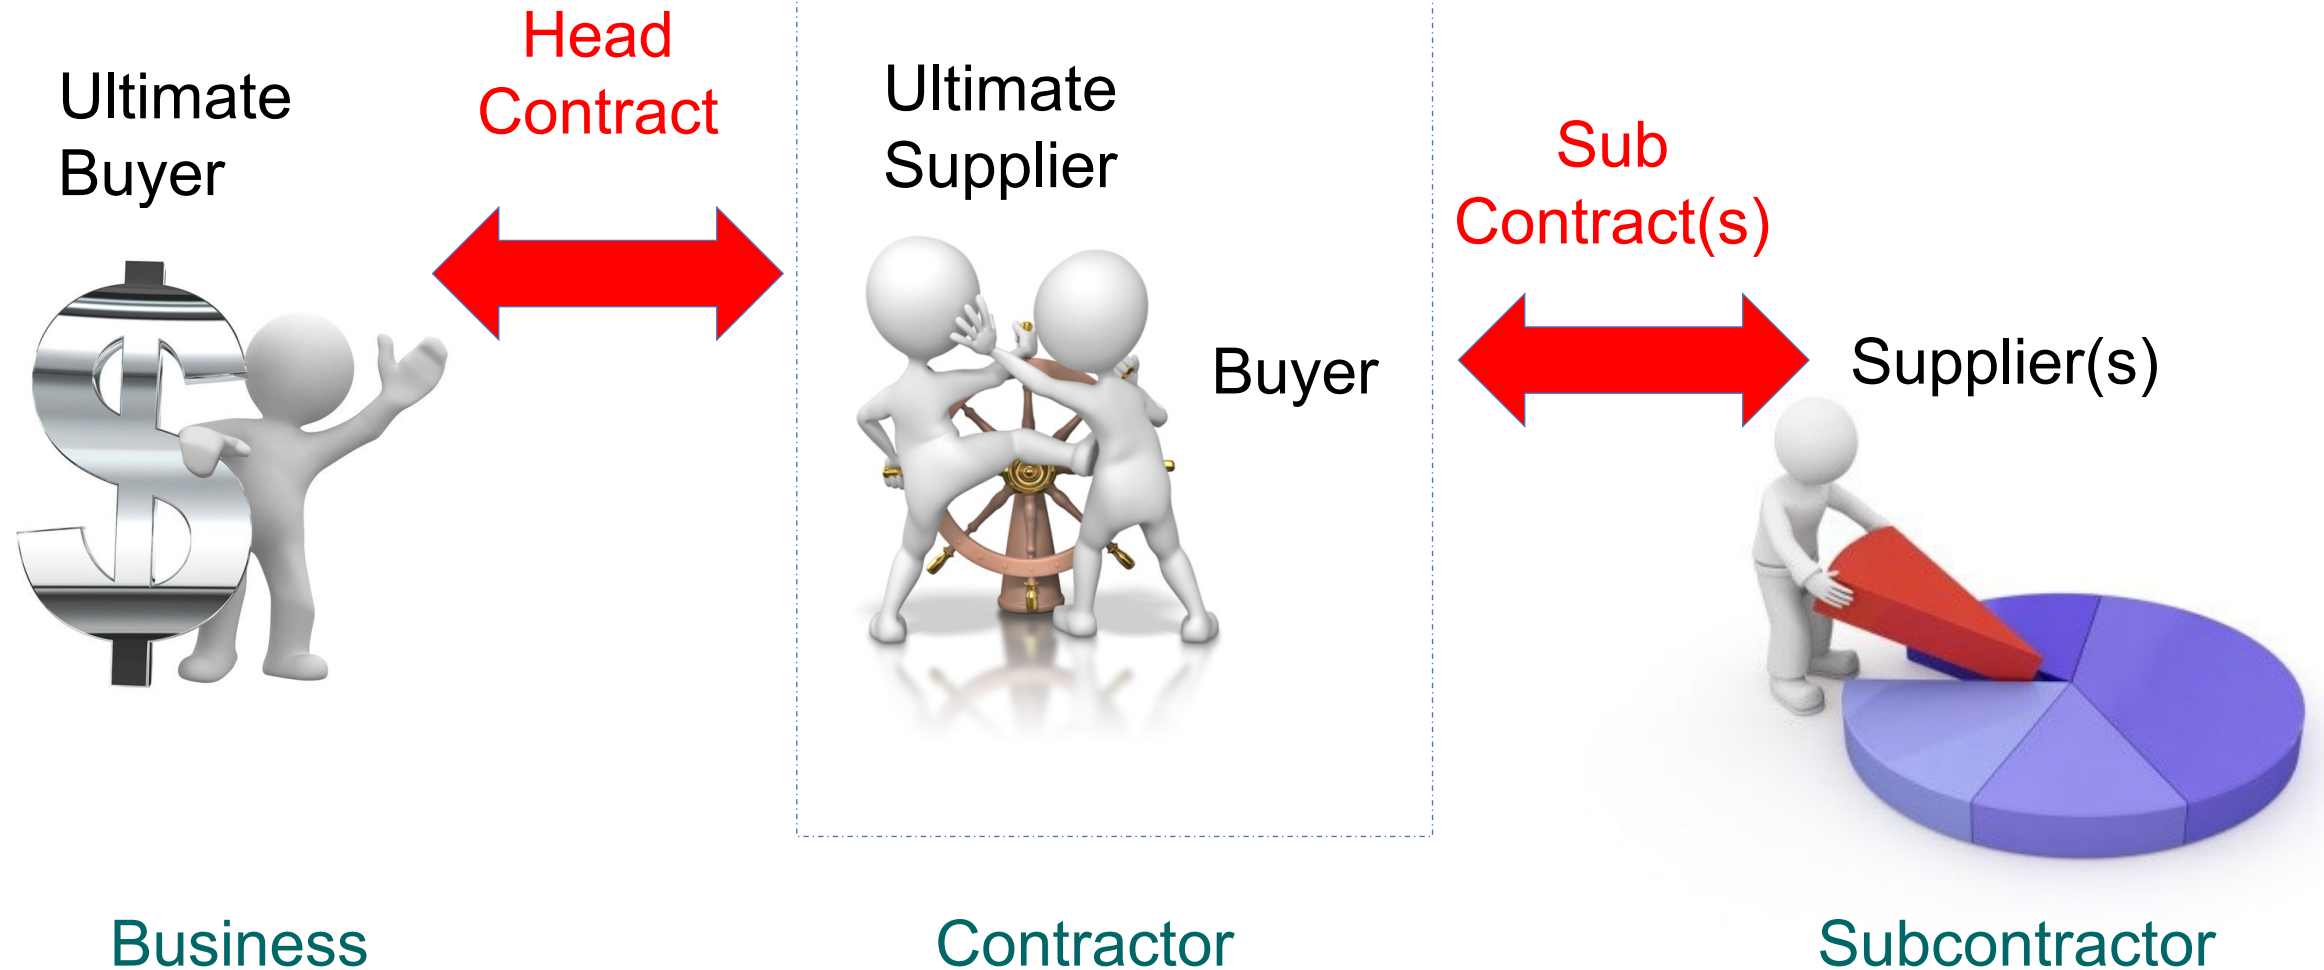 Ultimate
Buyer
Head
Contract
Ultimate
Supplier
Buyer
Sub
Contract(s)
Supplier(s)
Business
Contractor
Subcontractor